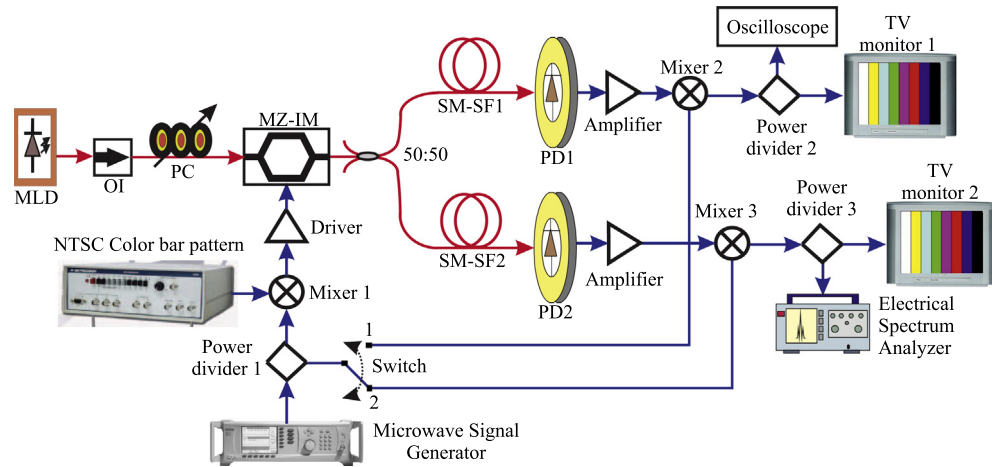 Oscilloscope
TV
monitor 1
Mixer 2
SM-SF1
Amplifier
Power
divider 2
MZ-IM
PD1
50:50
PC
OI
MLD
Driver
NTSC Color bar pattern
Mixer 1
SM-SF2
Amplifier
PD2
Mixer 3
Power
divider 3
TV
monitor 2
Electrical
Spectrum
Analyzer
Power
divider 1
1
Switch
2
Microwave Signal
Generator